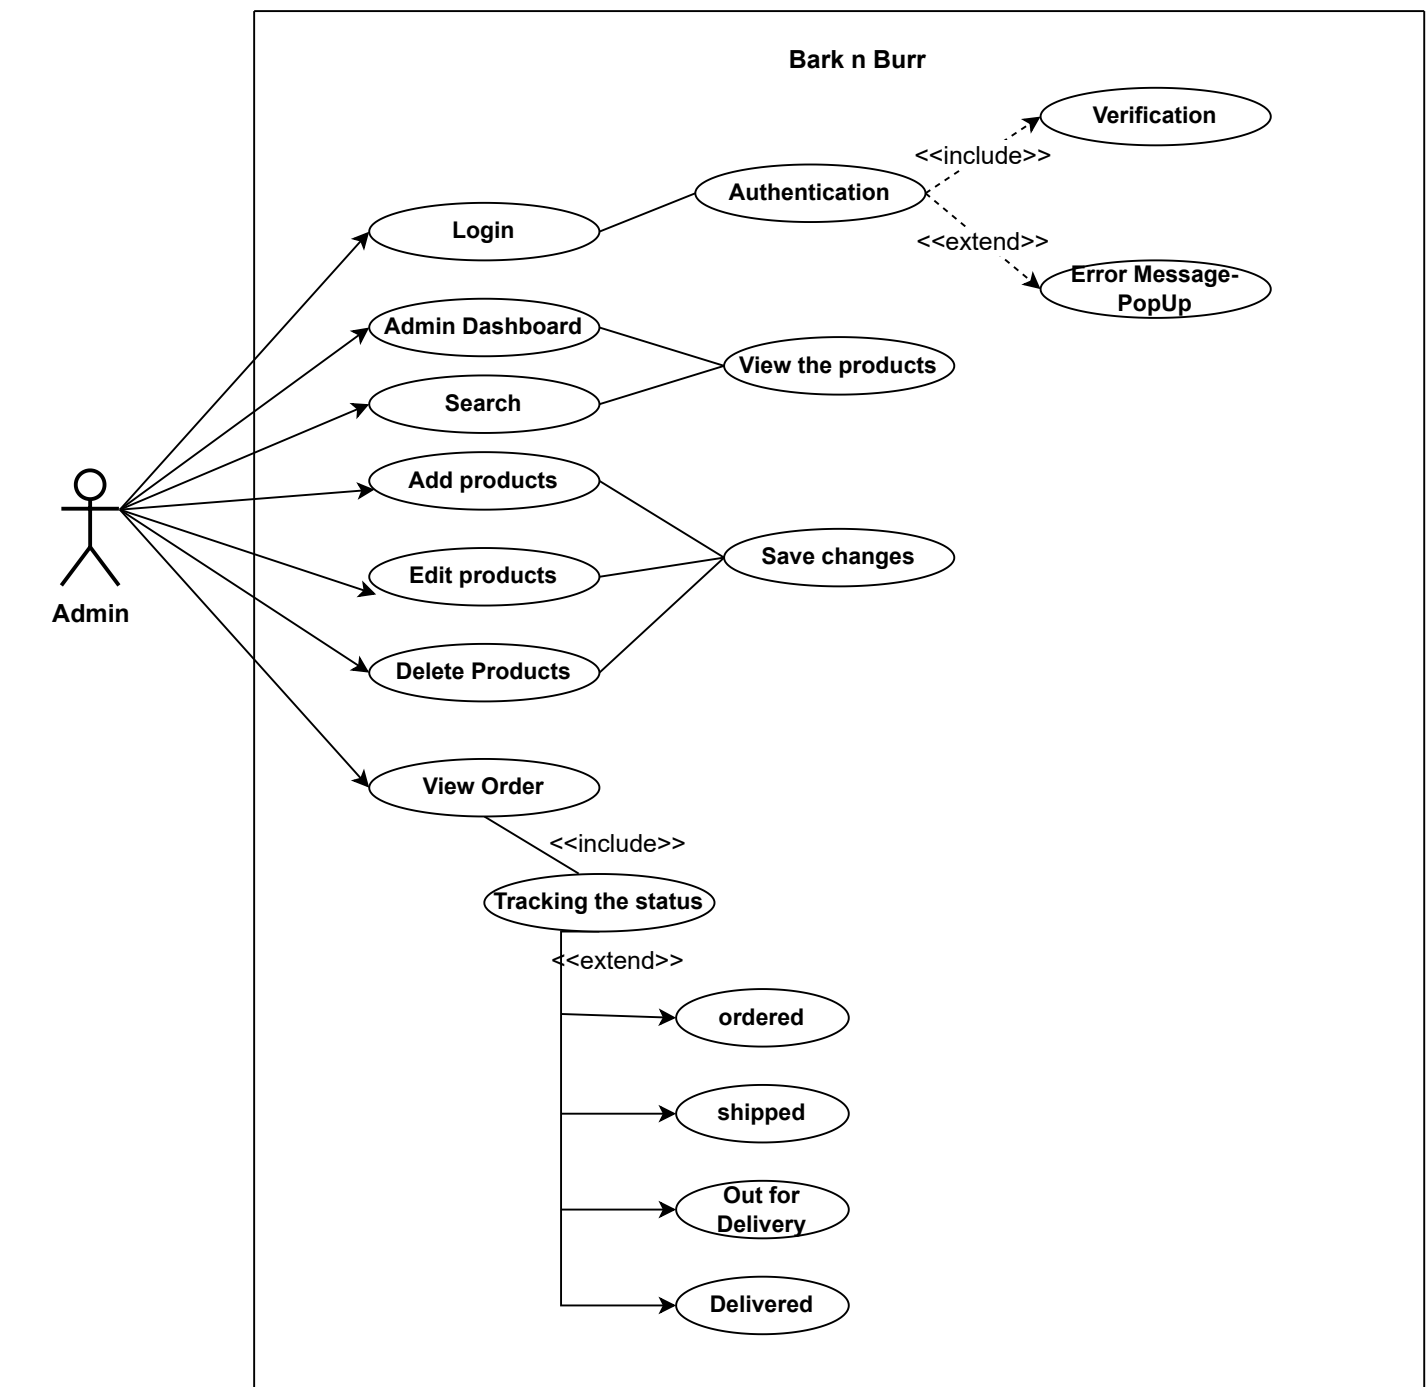 Bark n Burr
Verification
<<include>>
Authentication
Login
<<extend>>
Error Message-
PopUp
Admin Dashboard
View the products
Search
Add products
Save changes
Edit products
Admin
Delete Products
View Order
<<include>>
Tracking the status
<<extend>>
ordered
shipped
Out for
Delivery
Delivered